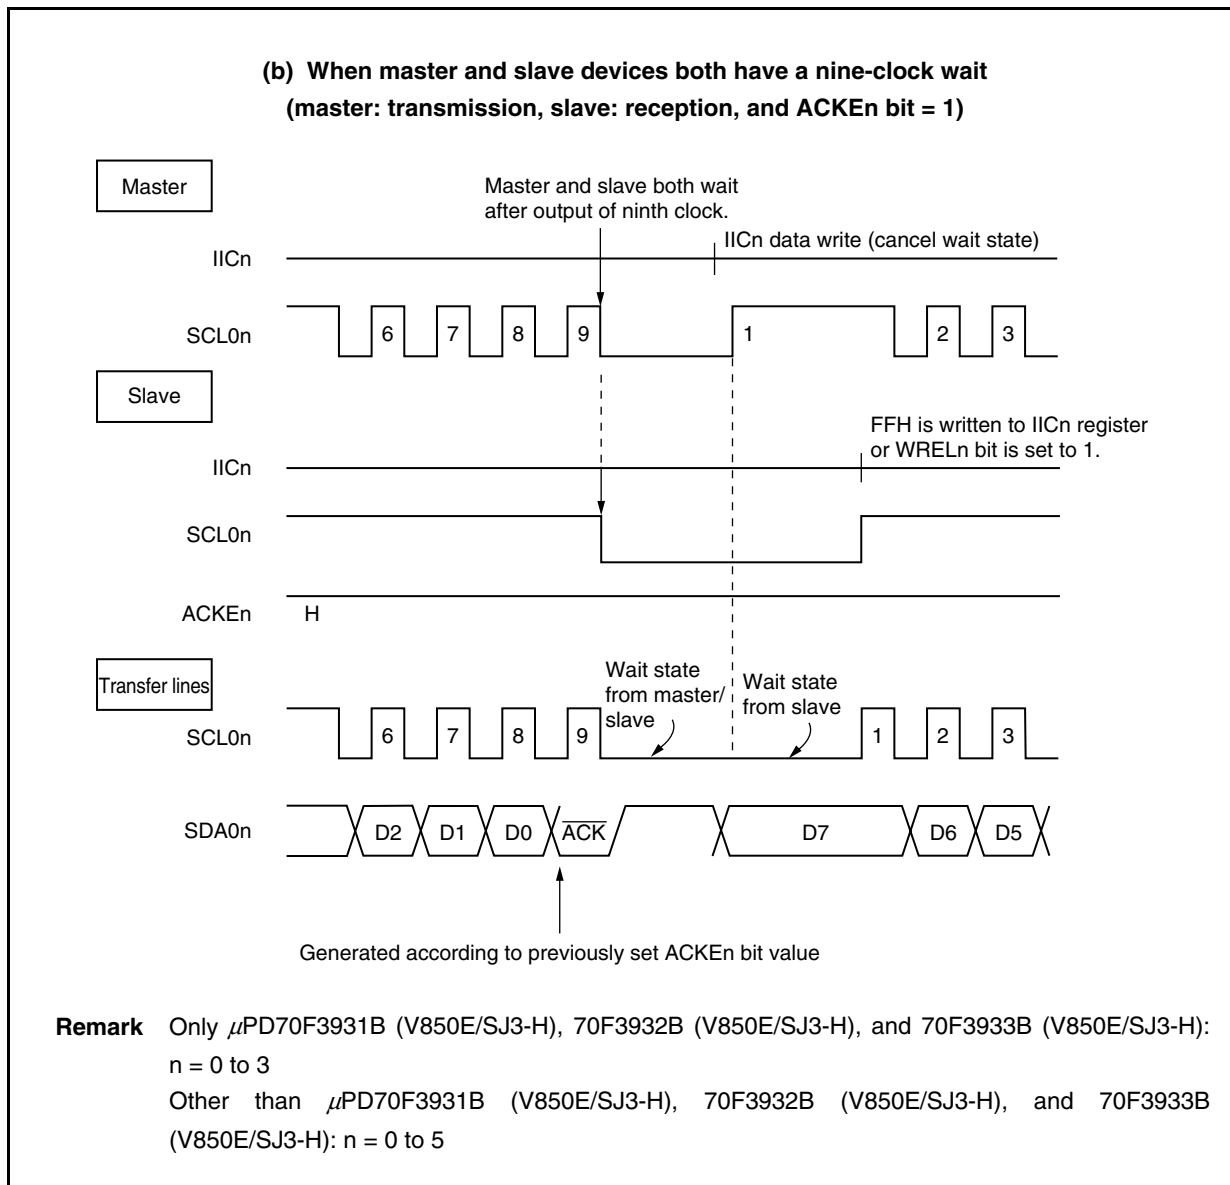 (b) When master and slave devices both have a nine-clock wait
(master: transmission, slave: reception, and ACKEn bit = 1)
Master
Master and slave both wait
after output of ninth clock.
IICn data write (cancel wait state)
IICn
SCL0n
6 7 8 9 1 2 3
Slave
FFH is written to IICn register
or WRELn bit is set to 1.
IICn
SCL0n
ACKEn H
Transfer lines
Wait state
from master/
slave
Wait state
from slave
SCL0n
6 7 8 9 1 2 3
SDA0n
D2 D1 D0 ACK D7 D6 D5
Generated according to previously set ACKEn bit value
Remark Only μPD70F3931B (V850E/SJ3-H), 70F3932B (V850E/SJ3-H), and 70F3933B (V850E/SJ3-H):
n = 0 to 3
Other than μPD70F3931B (V850E/SJ3-H), 70F3932B (V850E/SJ3-H), and 70F3933B
(V850E/SJ3-H): n = 0 to 5